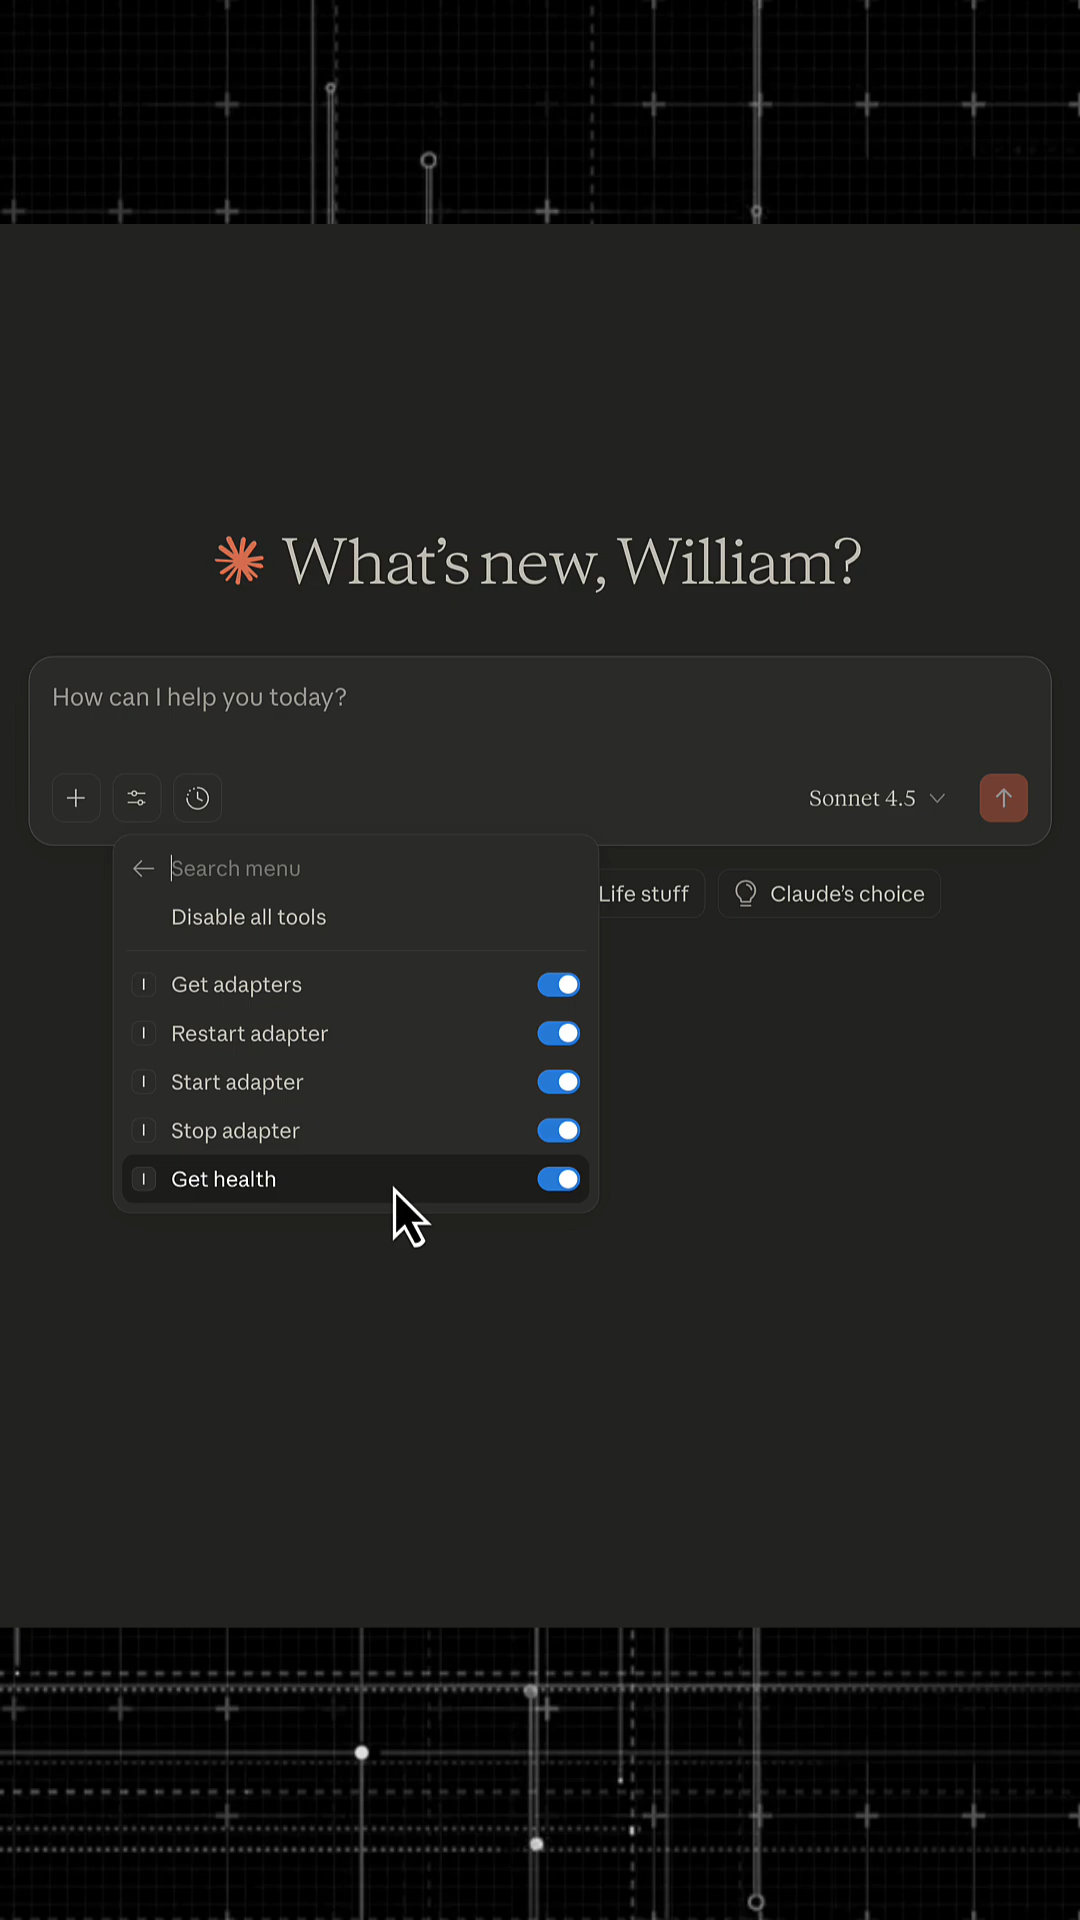 What's new, William?
How can I help you today?
Sonnet 4.5
Search menu
Disable all tools
Life stuff
Claude's choice
I Get adapters
I Restart adapter
I Start adapter
I Stop adapter
I Get health